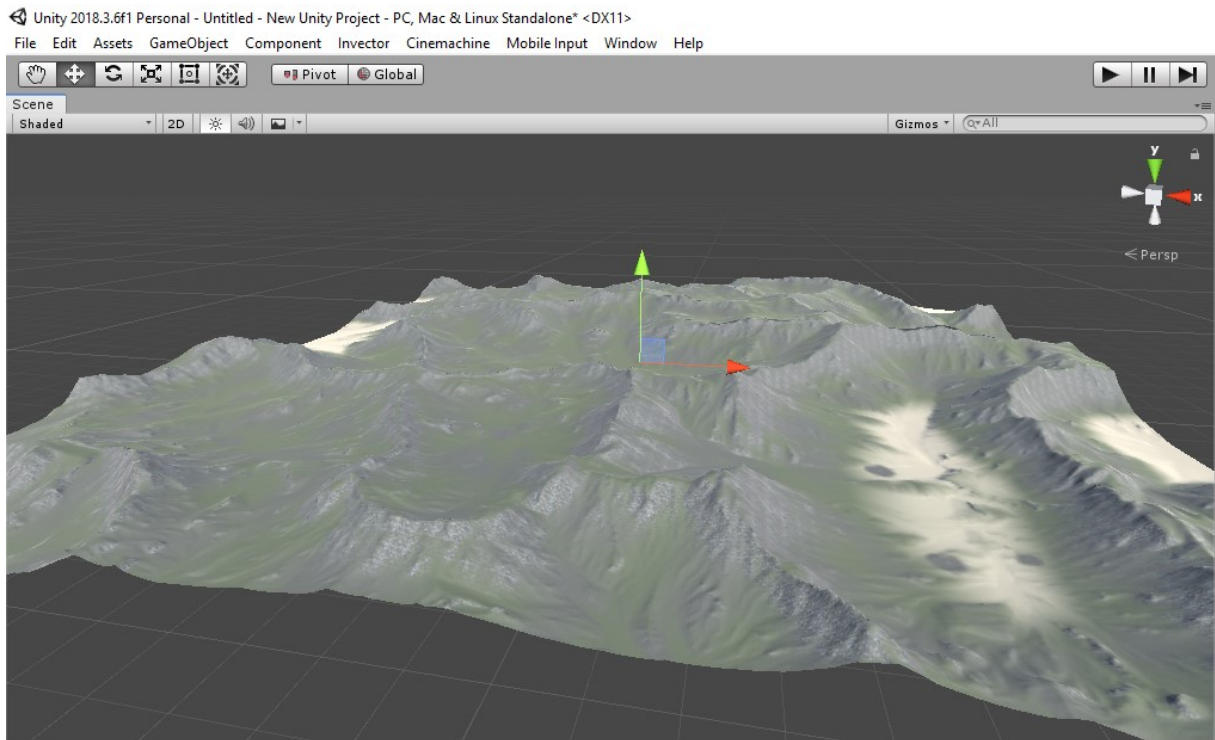 Unity 2018.3.6f1 Personal - Untitled - New Unity Project - PC, Mac & Linux Standalone* <DX11>
File Edit Assets GameObject Component Invector Cinemachine Mobile Input Window Help
Pivot Global
Scene
Shaded 2D Gizmos All
y
x
Persp